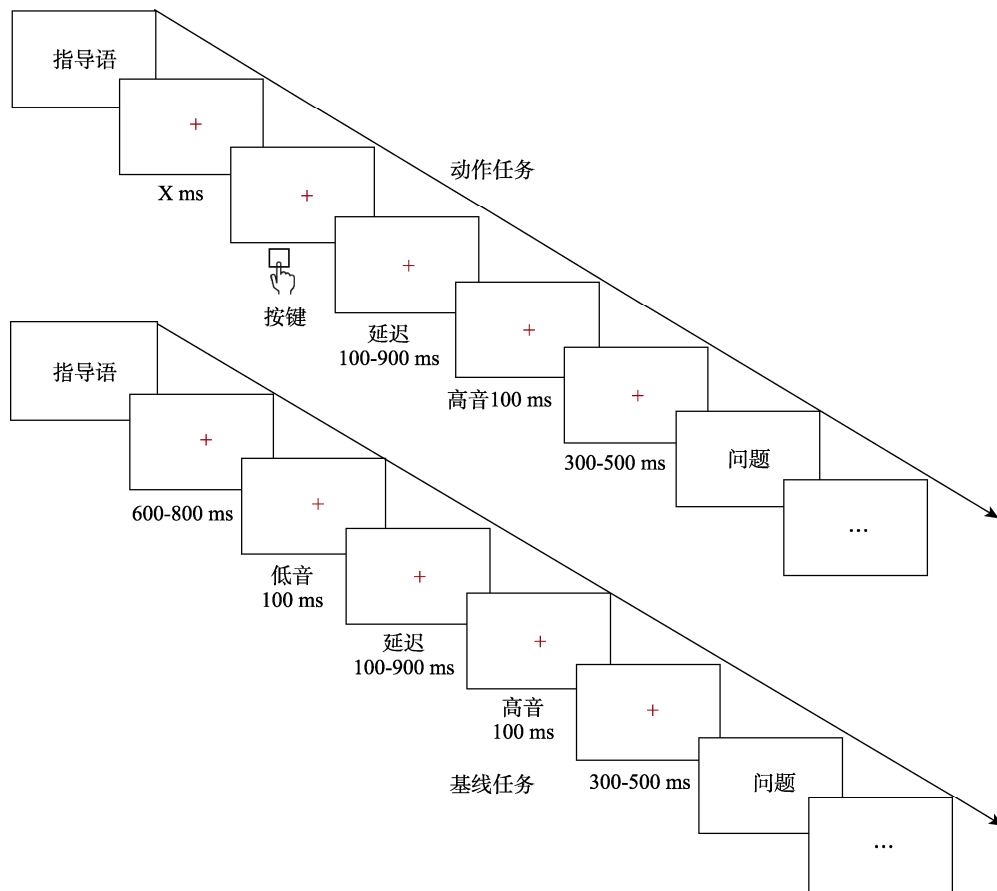 指导语
X ms
动作任务
按键
延迟
100-900 ms
高音100 ms
300-500 ms
问题
...
指导语
600-800 ms
低音
100 ms
延迟
100-900 ms
高音
100 ms
300-500 ms
问题
...
基线任务